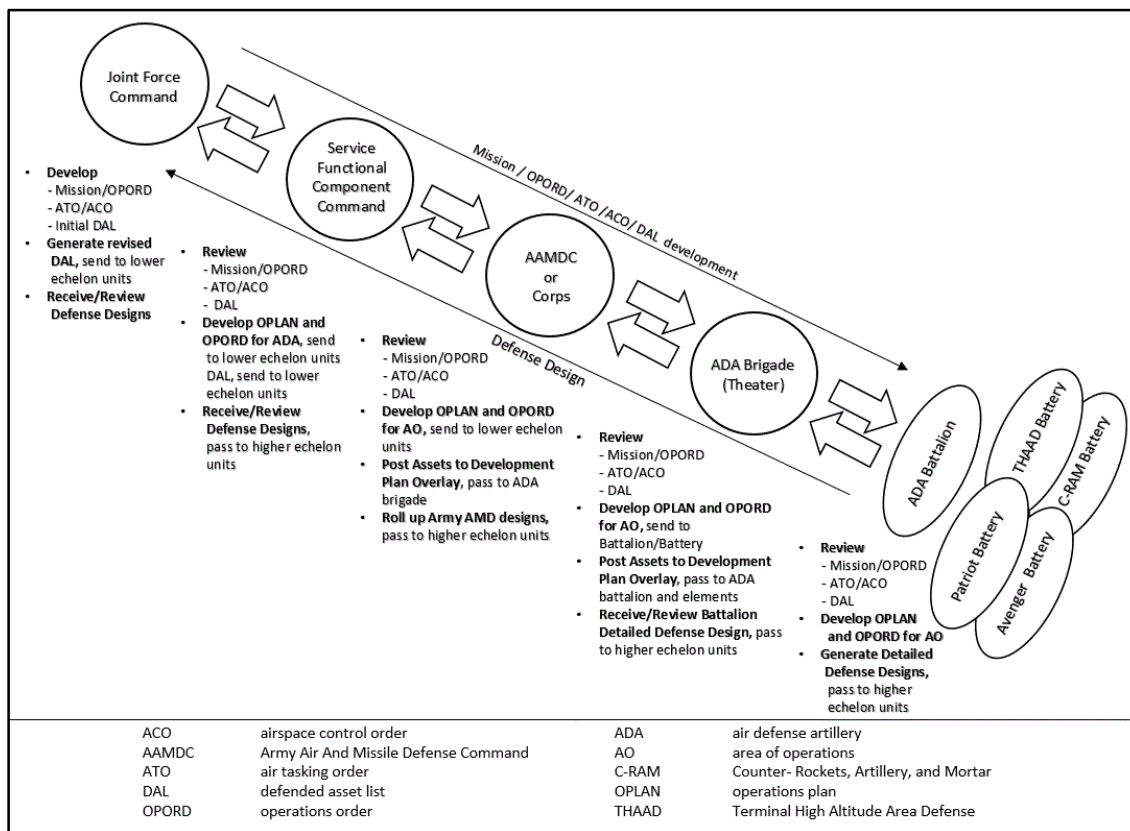 Joint Force
Command
Service
Functional
Component
Command
AAMDC
or
Corps
ADA Brigade
(Theater)
Mission / OPORD/ ATO /ACO/ DAL development
Defense Design
ADA Battalion
THAAD Battery
C-RAM Battery
Patriot Battery
Avenger Battery
• Develop
- Mission/OPORD
- ATO/ACO
- Initial DAL
• Generate revised
DAL, send to lower
echelon units
• Receive/Review
Defense Designs
• Review
- Mission/OPORD
- ATO/ACO
- DAL
• Develop OPLAN and
OPORD for ADA, send
to lower echelon units
DAL, send to lower
echelon units
• Receive/Review
Defense Designs,
pass to higher echelon
units
• Review
- Mission/OPORD
- ATO/ACO
- DAL
• Develop OPLAN and OPORD
for AO, send to lower echelon
units
• Post Assets to Development
Plan Overlay, pass to ADA
brigade
• Roll up Army AMD designs,
pass to higher echelon units
• Review
- Mission/OPORD
- ATO/ACO
- DAL
• Develop OPLAN and OPORD
for AO, send to
Battalion/Battery
• Post Assets to Development
Plan Overlay, pass to ADA
battalion and elements
• Receive/Review Battalion
Detailed Defense Design, pass
to higher echelon units
• Review
- Mission/OPORD
- ATO/ACO
- DAL
• Develop OPLAN
and OPORD for AO
• Generate Detailed
Defense Designs,
pass to higher
echelon units
ACO airspace control order
AAMDC Army Air And Missile Defense Command
ATO air tasking order
DAL defended asset list
OPORD operations order
ADA air defense artillery
AO area of operations
C-RAM Counter- Rockets, Artillery, and Mortar
OPLAN operations plan
THAAD Terminal High Altitude Area Defense